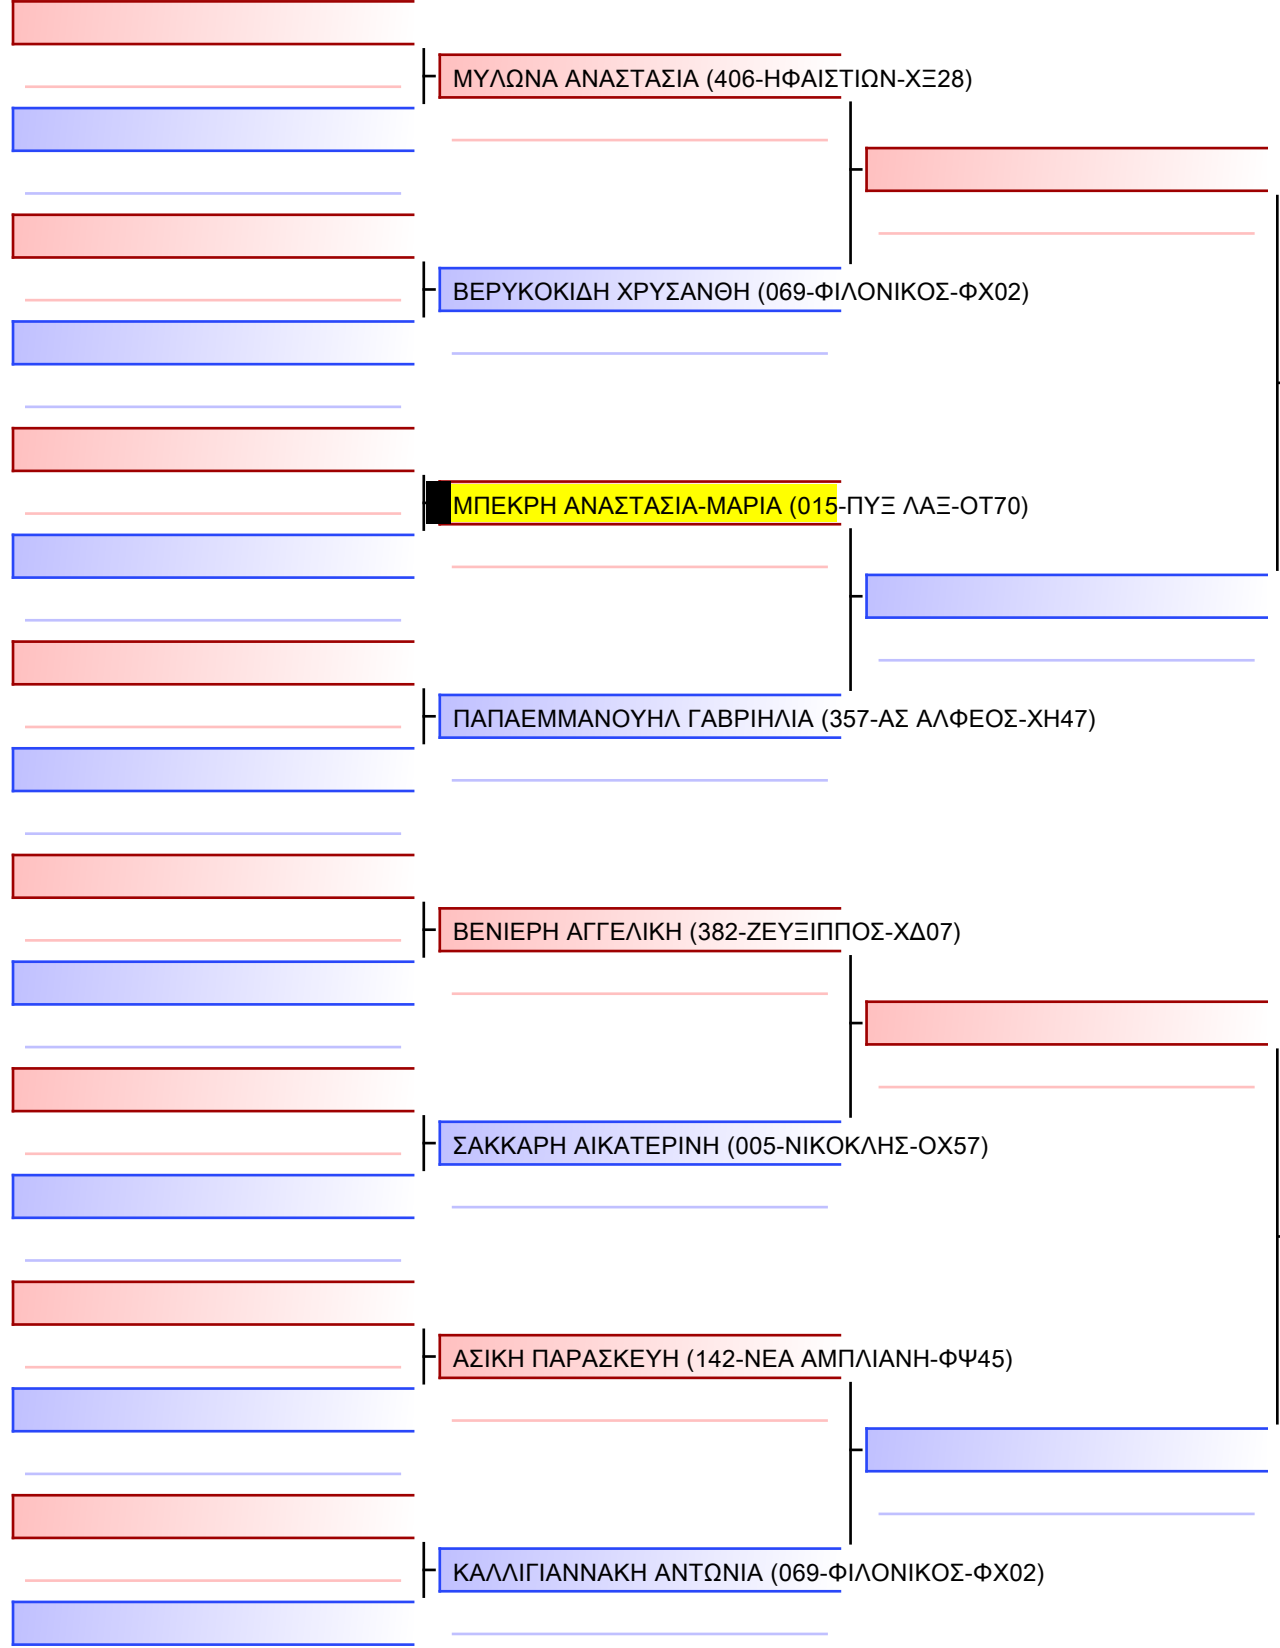 ΜΥΛΩΝΑ ΑΝΑΣΤΑΣΙΑ (406-ΗΦΑΙΣΤΙΩΝ-ΧΞ28)
ΒΕΡΥΚΟΚΙΔΗ ΧΡΥΣΑΝΘΗ (069-ΦΙΛΟΝΙΚΟΣ-ΦΧ02)
ΜΠΕΚΡΗ ΑΝΑΣΤΑΣΙΑ-ΜΑΡΙΑ (015-ΠΥΞ ΛΑΞ-ΟΤ70)
ΠΑΠΑΕΜΜΑΝΟΥΗΛ ΓΑΒΡΙΗΛΙΑ (357-ΑΣ ΑΛΦΕΟΣ-ΧΗ47)
ΒΕΝΙΕΡΗ ΑΓΓΕΛΙΚΗ (382-ΖΕΥΞΙΠΠΟΣ-ΧΔ07)
ΣΑΚΚΑΡΗ ΑΙΚΑΤΕΡΙΝΗ (005-ΝΙΚΟΚΛΗΣ-ΟΧ57)
ΑΣΙΚΗ ΠΑΡΑΣΚΕΥΗ (142-ΝΕΑ ΑΜΠΛΙΑΝΗ-ΦΨ45)
ΚΑΛΛΙΓΙΑΝΝΑΚΗ ΑΝΤΩΝΙΑ (069-ΦΙΛΟΝΙΚΟΣ-ΦΧ02)